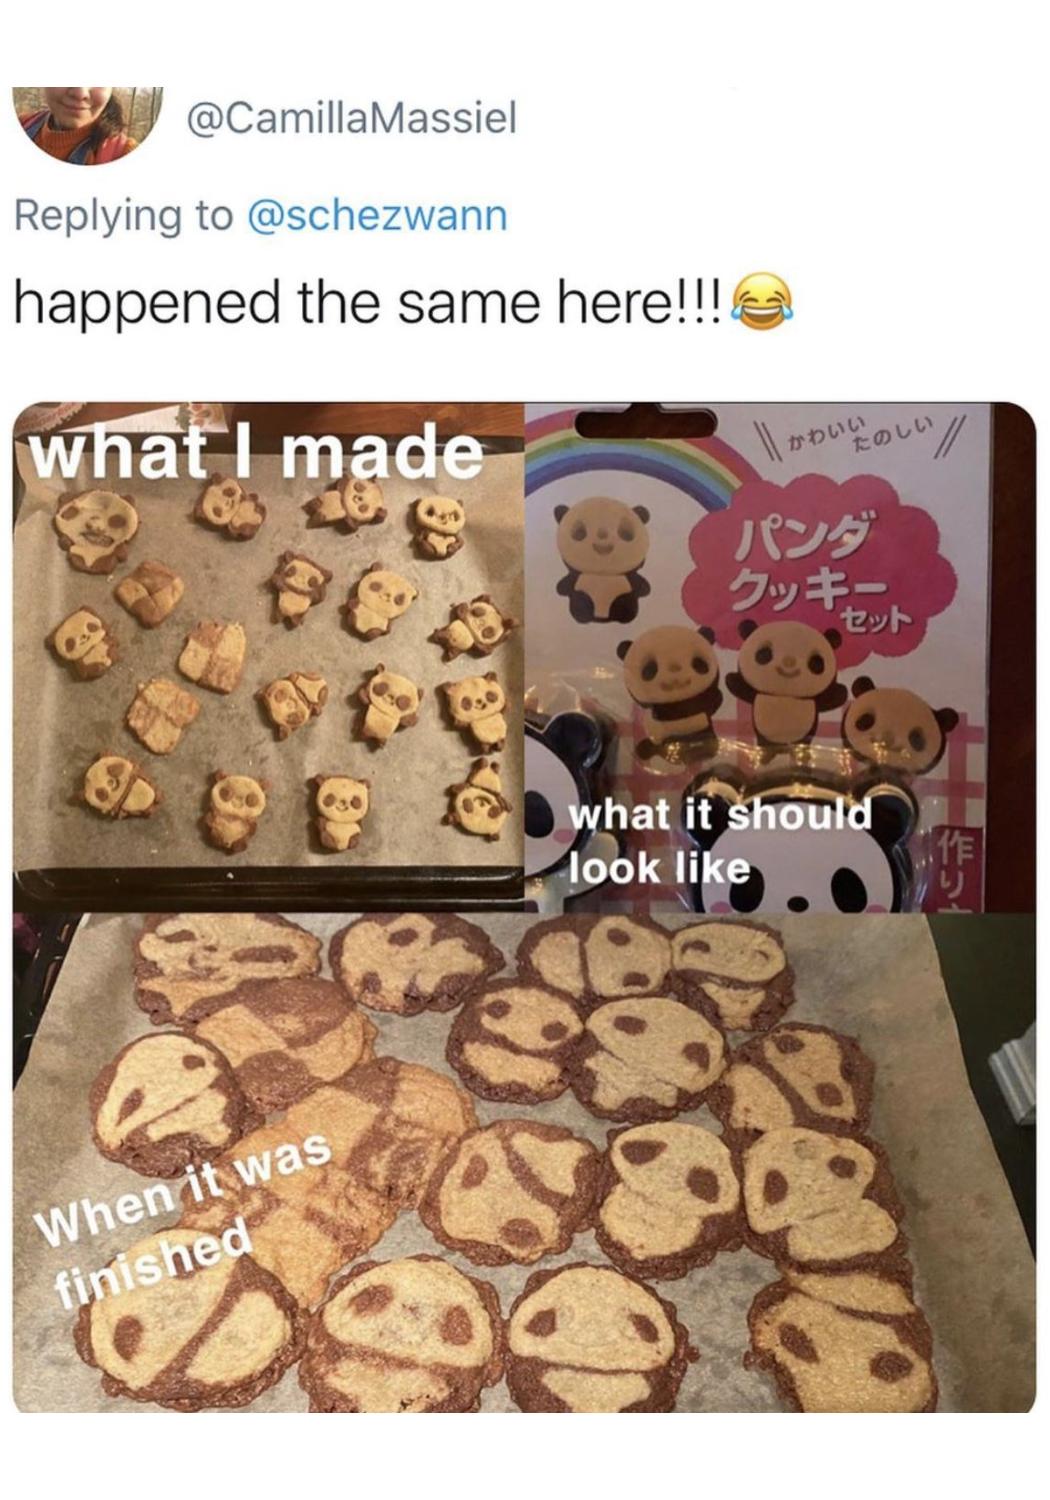 @CamillaMassiel
Replying to @schezwann
happened the same here!!!😂
what I made
かわいい
たのしい
パンダ
クッキー
セット
what it should
look like
作り
When it was
finished